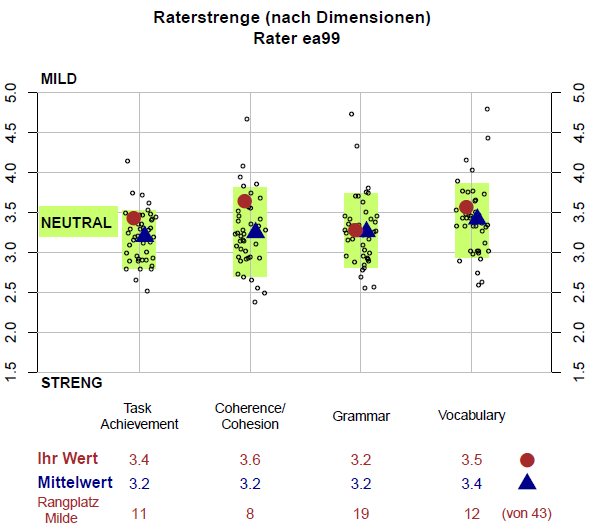 Raterstrenge (nach Dimensionen)
Rater ea99
MILD
5.0 5.0
4.5 4.5
4.0 4.0
3.5 3.5
NEUTRAL
3.0 3.0
2.5 2.5
2.0 2.0
1.5 1.5
STRENG
Task Achievement Coherence/ Cohesion Grammar Vocabulary
Ihr Wert 3.4 3.6 3.2 3.5
Mittelwert 3.2 3.2 3.2 3.4
Rangplatz
Milde 11 8 19 12 (von 43)